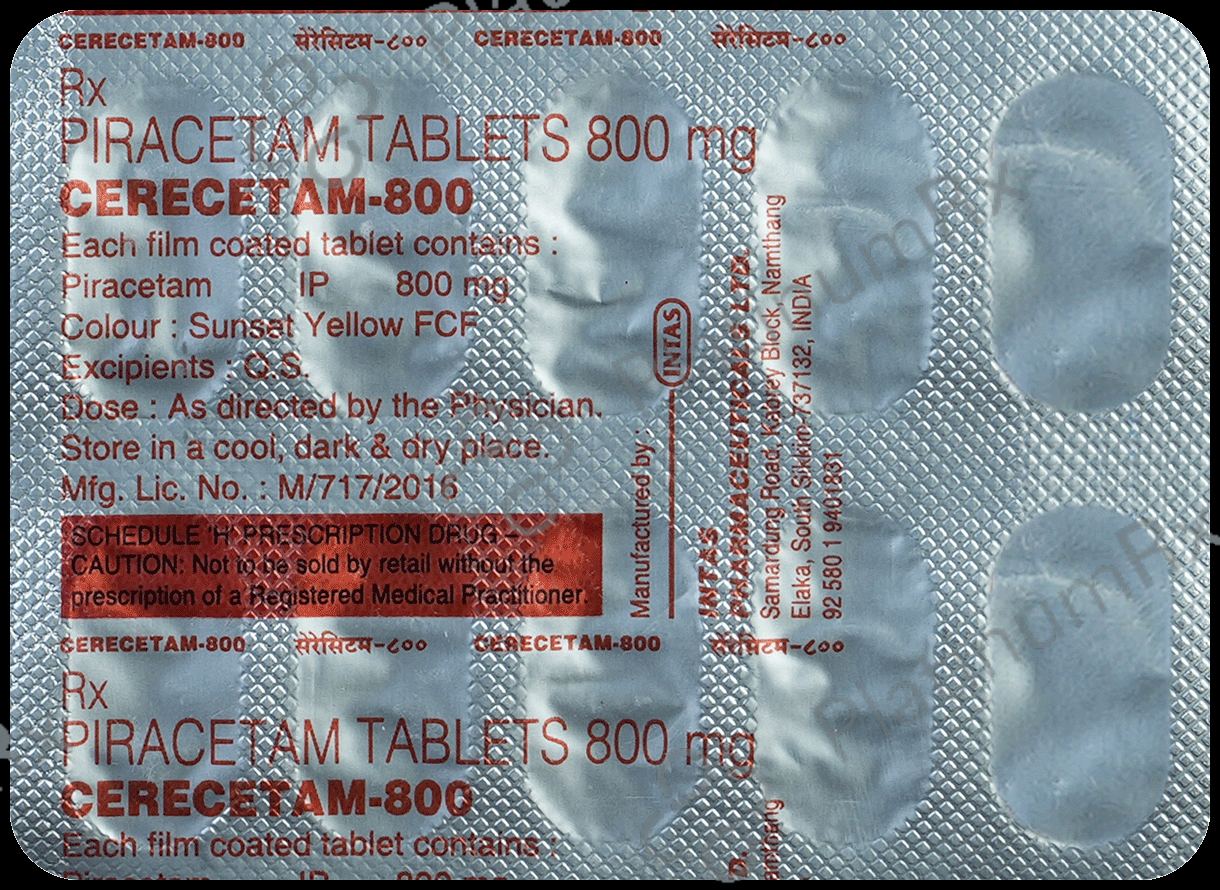 CERECETAM-800 सेरेसिटम-८०० CERECETAM-800 सेरेसिटम-८००
Rx
PIRACETAM TABLETS 800 mg
CERECETAM-800
Each film coated tablet contains :
Piracetam IP 800 mg
Colour : Sunset Yellow FCF
Excipients : Q.S.
Dose : As directed by the Physician.
Store in a cool, dark & dry place.
Mfg. Lic. No. : M/717/2016
SCHEDULE 'H' PRESCRIPTION DRUG –
CAUTION: Not to be sold by retail without the
prescription of a Registered Medical Practitioner.
Manufactured by :
INTAS
INTAS
PHARMACEUTICALS LTD.
Samardung Road, Kabrey Block, Namthang
Elaka, South Sikkim-737132, INDIA
92 580 1 9401831
CERECETAM-800 सेरेसिटम-८०० CERECETAM-800 सेरेसिटम-८००
Rx
PIRACETAM TABLETS 800 mg
CERECETAM-800
Each film coated tablet contains :
Piracetam IP 800 mg
PlatinumRx